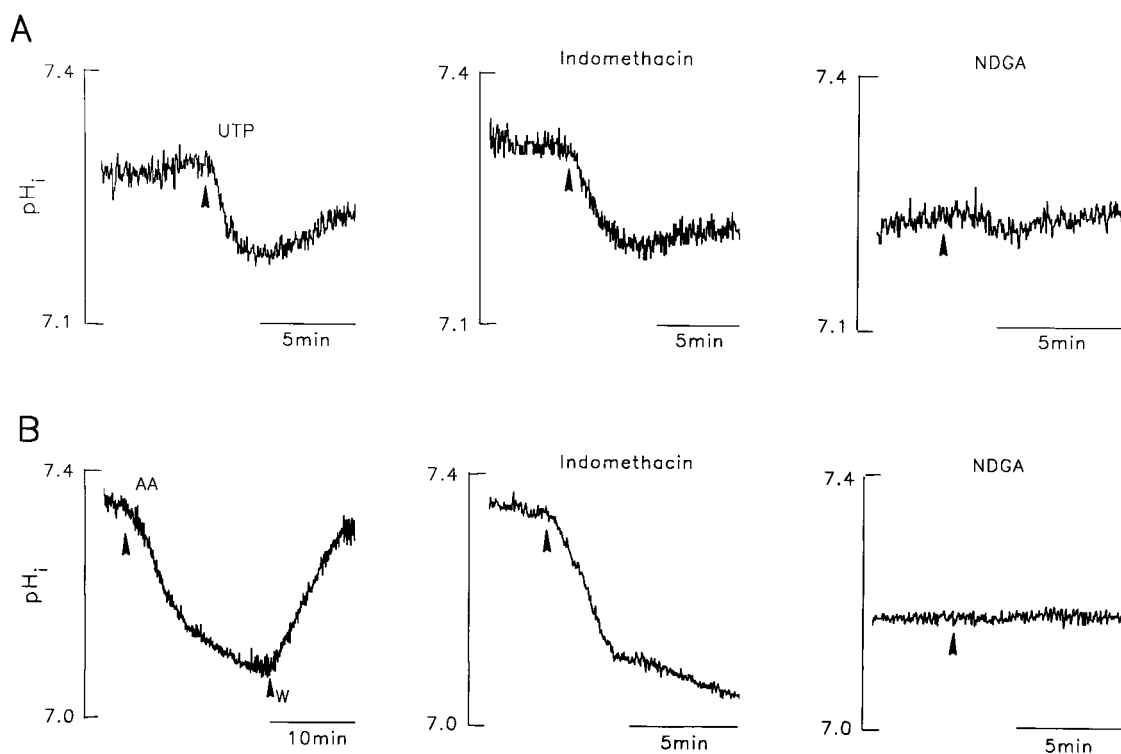 A
7.4
UTP
pHi
7.1
5min
Indomethacin
7.4
7.1
5min
NDGA
7.4
7.1
5min
B
7.4
AA
pHi
W
7.0
10min
Indomethacin
7.4
7.0
5min
NDGA
7.4
7.0
5min